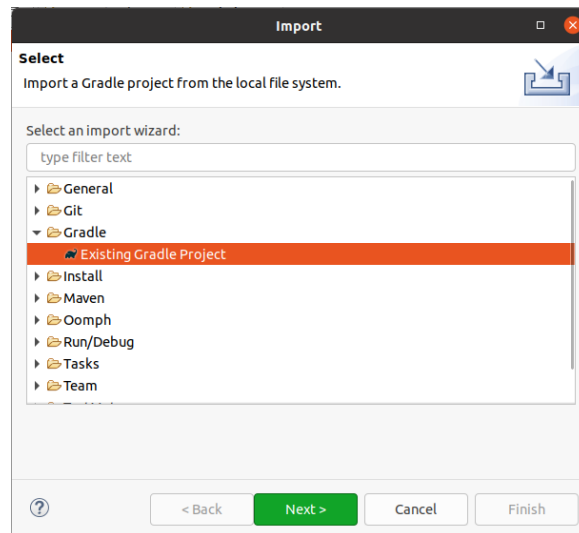 Import
Select
Import a Gradle project from the local file system.
Select an import wizard:
type filter text
General
Git
Gradle
Existing Gradle Project
Install
Maven
Oomph
Run/Debug
Tasks
Team
< Back Next > Cancel Finish